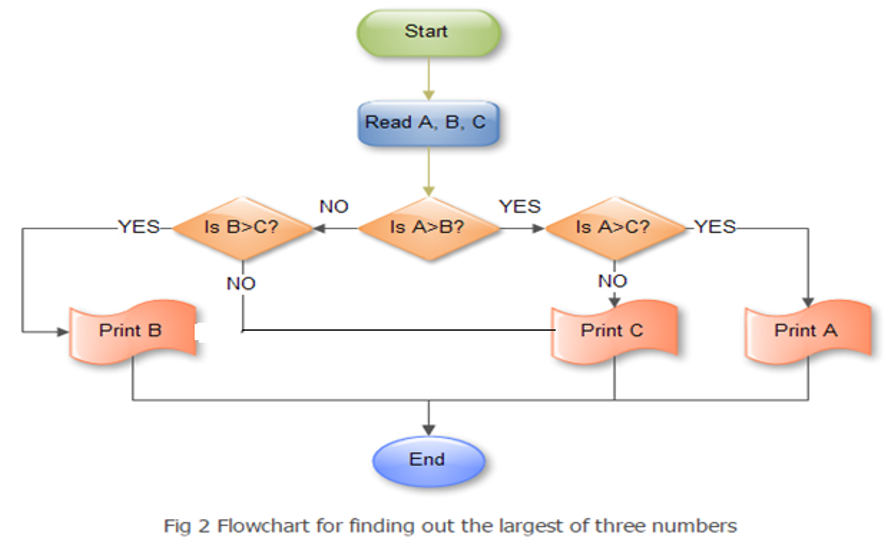 Start
Read A, B, C
NO
YES
YES
Is B>C?
Is A>B?
Is A>C?
YES
NO
NO
Print B
Print C
Print A
End
Fig 2 Flowchart for finding out the largest of three numbers